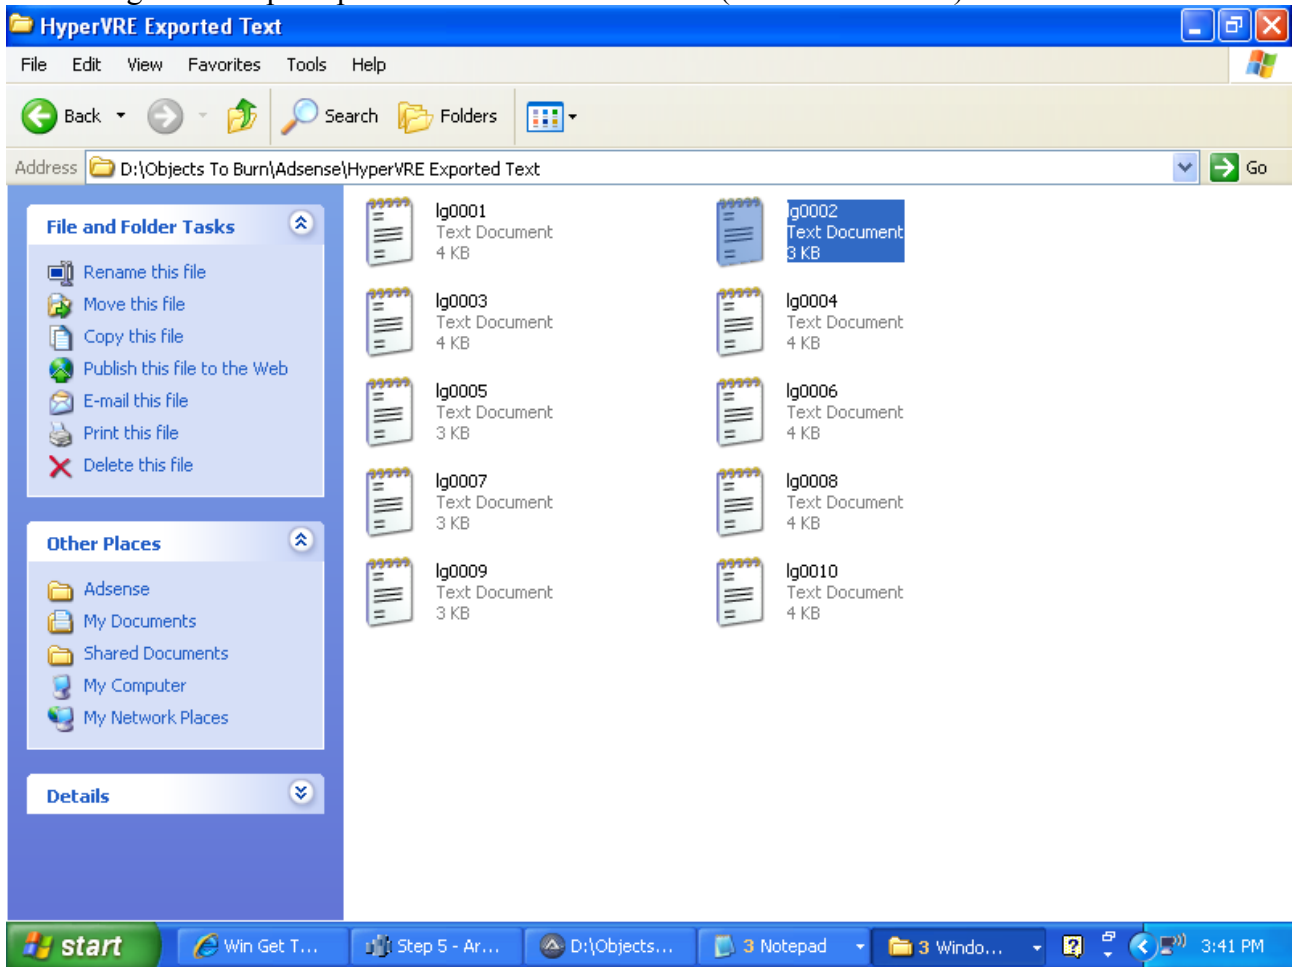 HyperVRE Exported Text
File Edit View Favorites Tools Help
Back Search Folders
Address D:\Objects To Burn\Adsense\HyperVRE Exported Text Go
File and Folder Tasks
Rename this file
Move this file
Copy this file
Publish this file to the Web
E-mail this file
Print this file
Delete this file
Other Places
Adsense
My Documents
Shared Documents
My Computer
My Network Places
Details
lg0001
Text Document
4 KB
lg0002
Text Document
3 KB
lg0003
Text Document
4 KB
lg0004
Text Document
4 KB
lg0005
Text Document
3 KB
lg0006
Text Document
4 KB
lg0007
Text Document
3 KB
lg0008
Text Document
4 KB
lg0009
Text Document
3 KB
lg0010
Text Document
4 KB
start Win Get T... Step 5 - Ar... D:\Objects... 3 Notepad 3 Windo... 3:41 PM